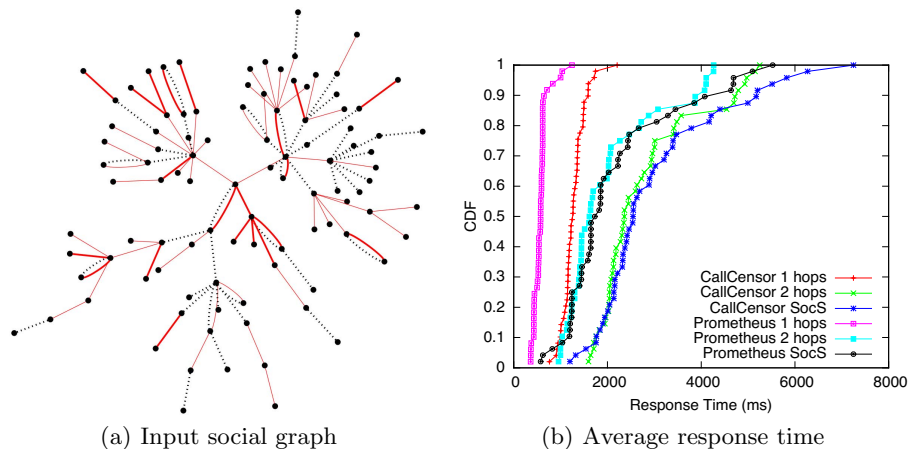 1
0.9
0.8
0.7
0.6
0.5
0.4
0.3
0.2
0.1
0
CDF
CallCensor 1 hops
CallCensor 2 hops
CallCensor SocS
Prometheus 1 hops
Prometheus 2 hops
Prometheus SocS
0 2000 4000 6000 8000
Response Time (ms)
(a) Input social graph
(b) Average response time